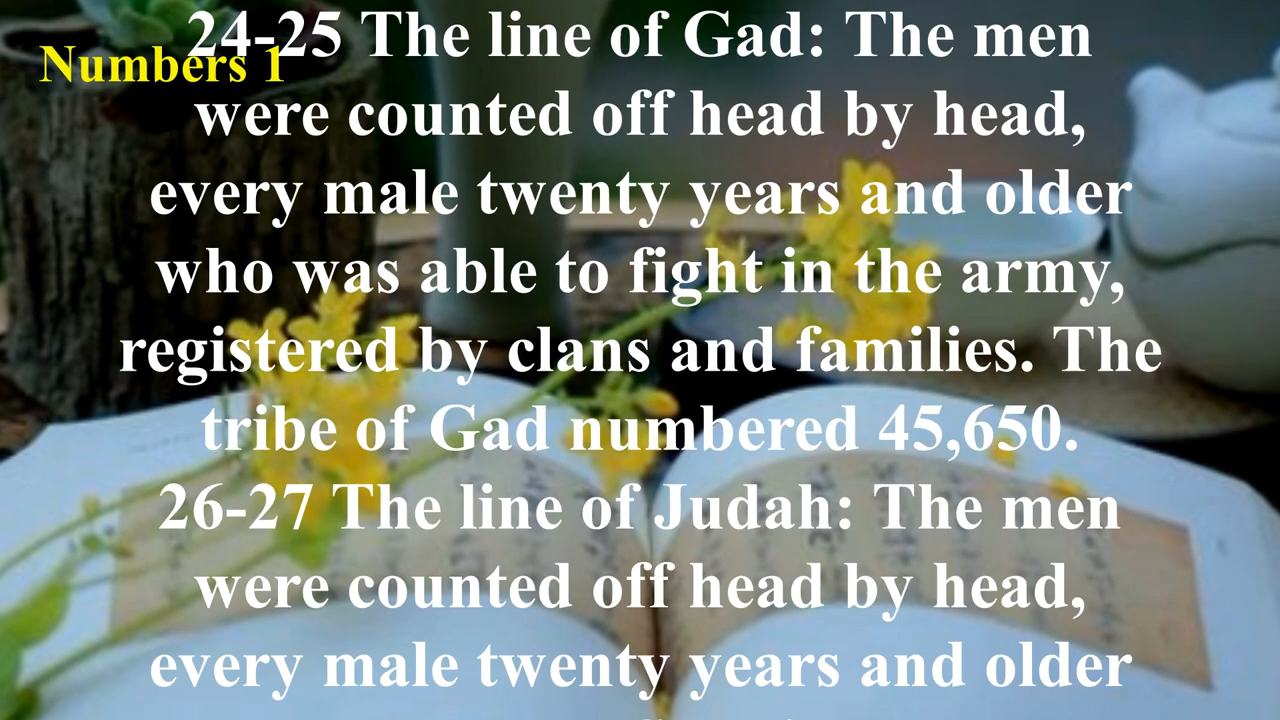 Numbers 1
24-25 The line of Gad: The men
were counted off head by head,
every male twenty years and older
who was able to fight in the army,
registered by clans and families. The
tribe of Gad numbered 45,650.
26-27 The line of Judah: The men
were counted off head by head,
every male twenty years and older